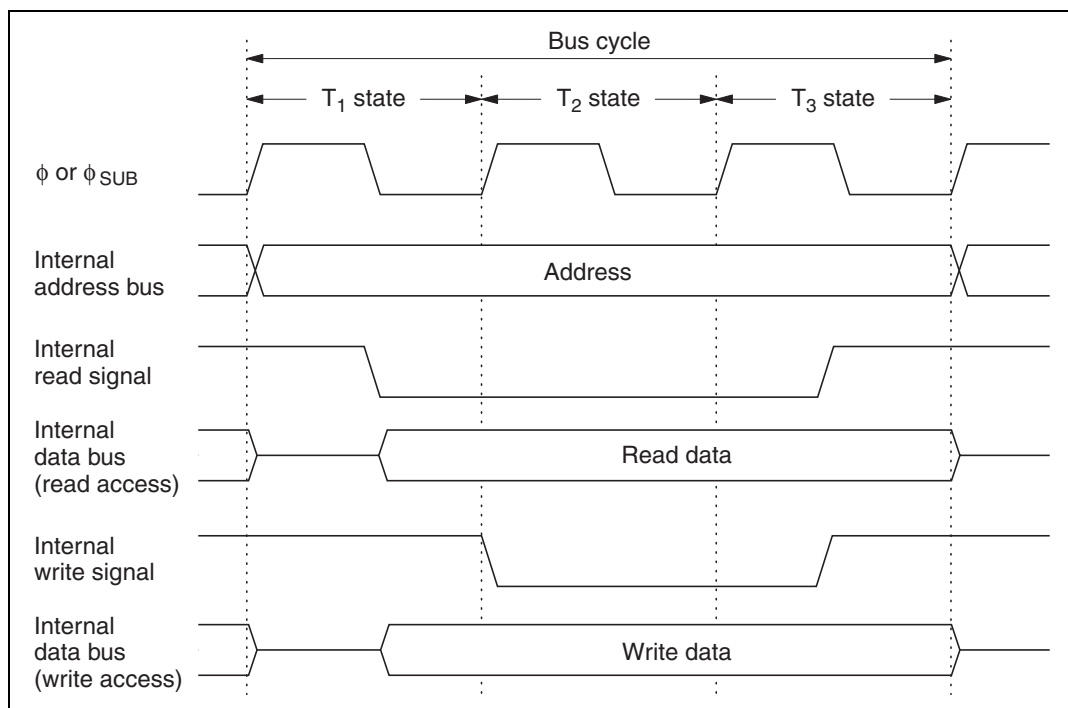 Bus cycle
T1 state
T2 state
T3 state
ϕ or ϕSUB
Internal
address bus
Address
Internal
read signal
Internal
data bus
(read access)
Read data
Internal
write signal
Internal
data bus
(write access)
Write data